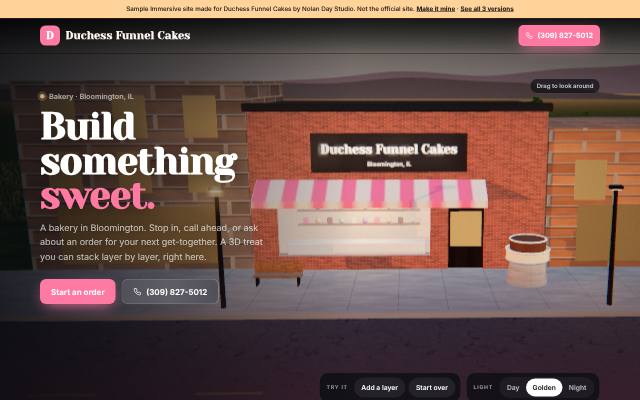 Sample Immersive site made for Duchess Funnel Cakes by Nolan Day Studio. Not the official site. Make it mine · See all 3 versions
D Duchess Funnel Cakes
(309) 827-5012
Drag to look around
Bakery · Bloomington, IL
Build
something
sweet.
A bakery in Bloomington. Stop in, call ahead, or ask
about an order for your next get-together. A 3D treat
you can stack layer by layer, right here.
Start an order
(309) 827-5012
Duchess Funnel Cakes
Bloomington, IL
TRY IT Add a layer Start over
LIGHT Day Golden Night